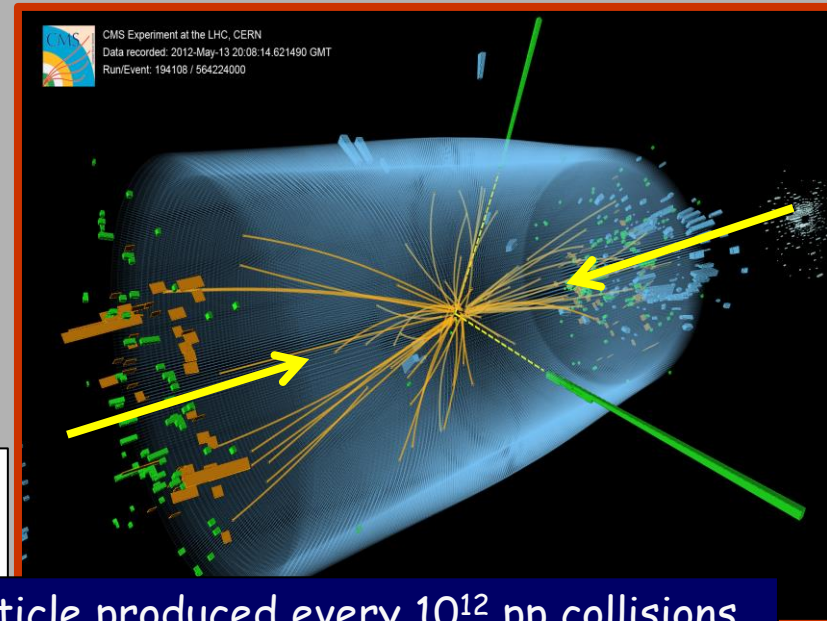 CMS
CMS Experiment at the LHC, CERN
Data recorded: 2012-May-13 20:08:14.621490 GMT
Run/Event: 194108 / 564224000
ticle produced every 10¹² pp collisions